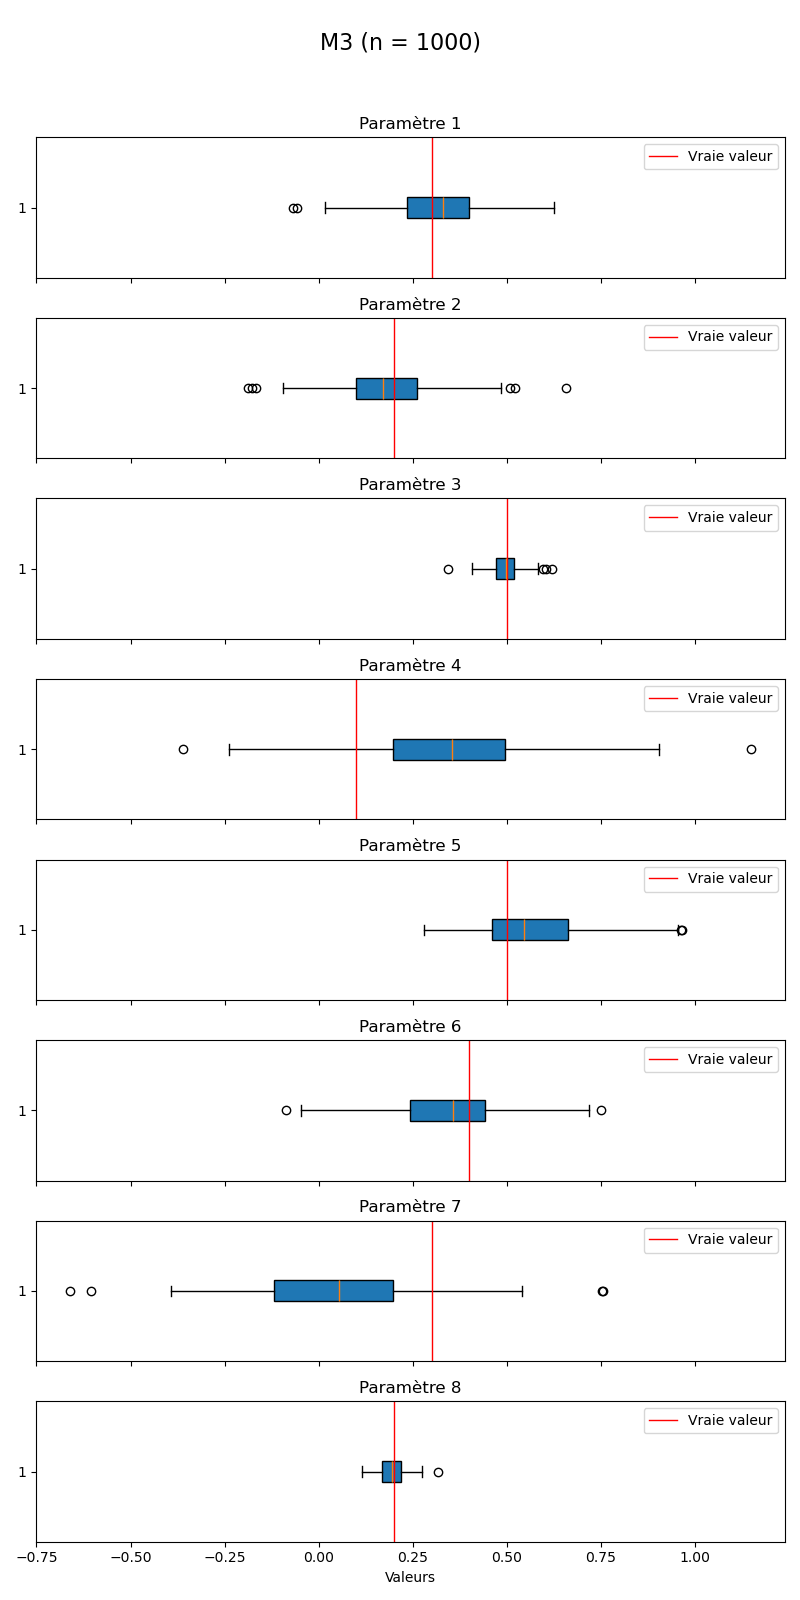 M3 (n = 1000)
Paramètre 1
Vraie valeur
1
Paramètre 2
Vraie valeur
1
Paramètre 3
Vraie valeur
1
Paramètre 4
Vraie valeur
1
Paramètre 5
Vraie valeur
1
Paramètre 6
Vraie valeur
1
Paramètre 7
Vraie valeur
1
Paramètre 8
Vraie valeur
1
−0.75 −0.50 −0.25 0.00 0.25 0.50 0.75 1.00
Valeurs